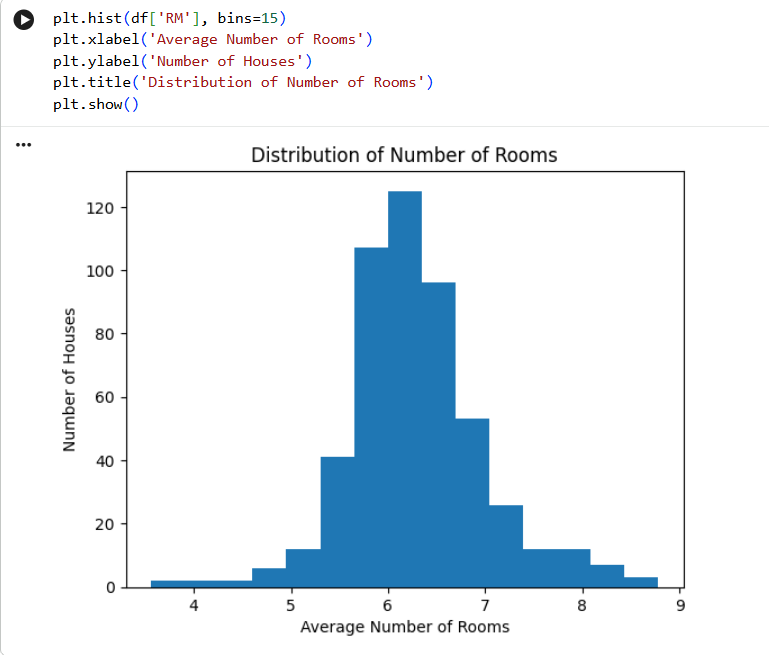 plt.hist(df['RM'], bins=15)
plt.xlabel('Average Number of Rooms')
plt.ylabel('Number of Houses')
plt.title('Distribution of Number of Rooms')
plt.show()
Distribution of Number of Rooms
120
100
80
60
40
20
0
Number of Houses
4 5 6 7 8 9
Average Number of Rooms